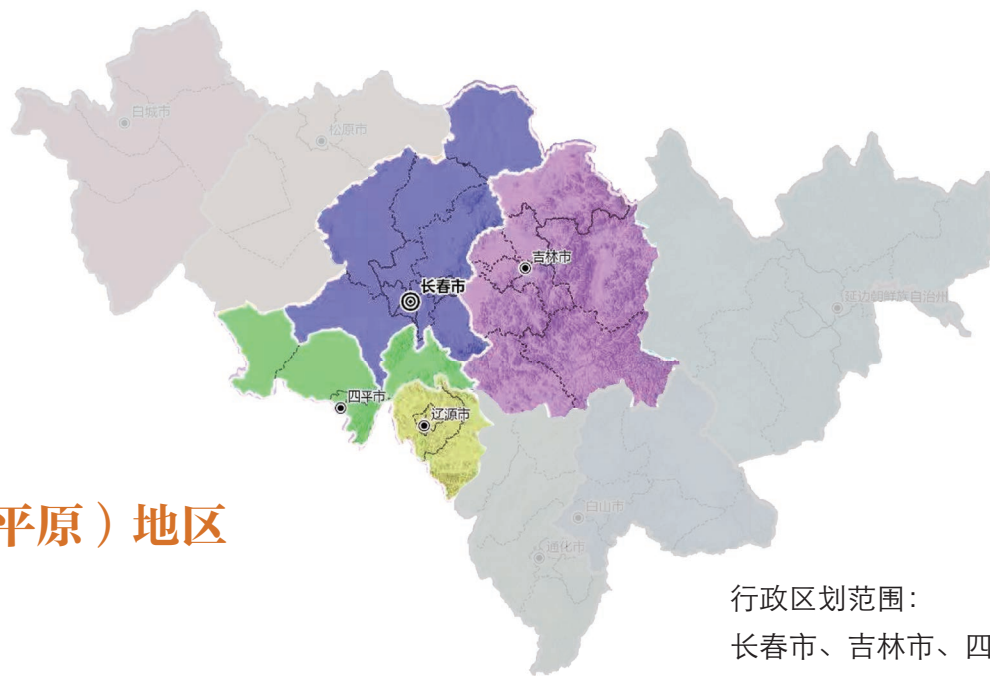 白城市
松原市
吉林市
长春市
延边朝鲜族自治州
四平市
辽源市
白山市
平原）地区
通化市
行政区划范围：
长春市、吉林市、四